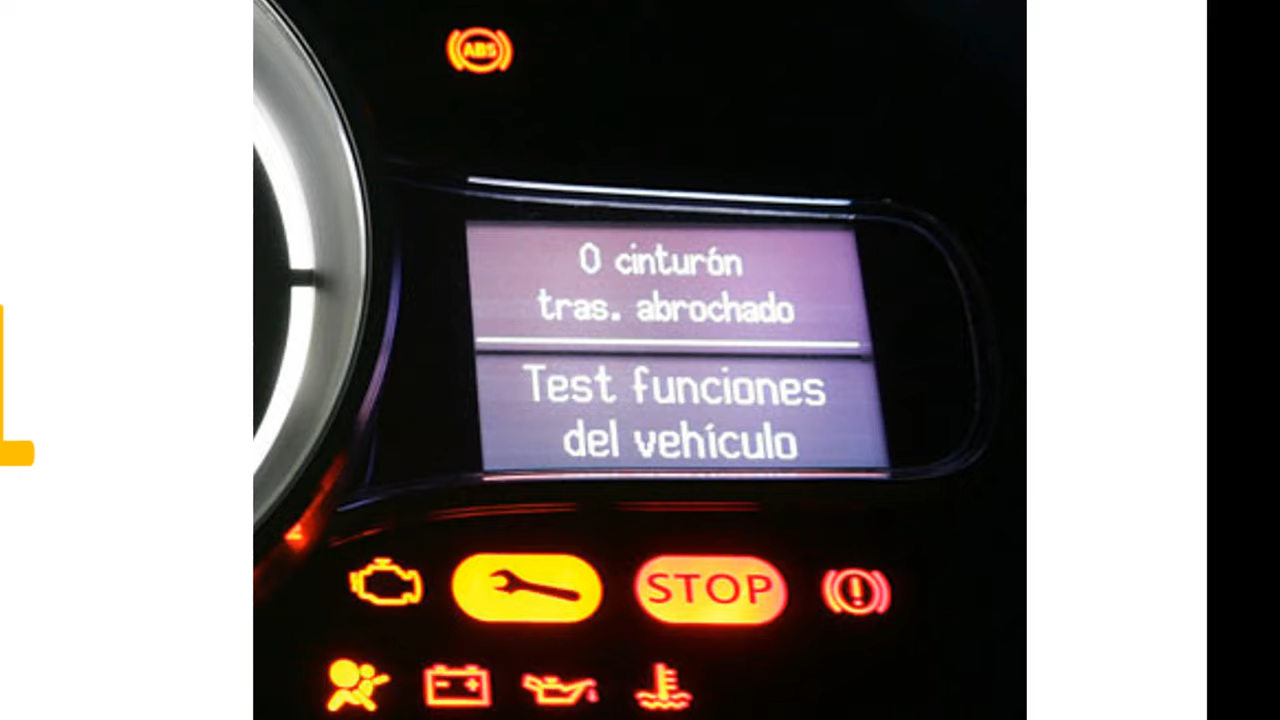 ABS
0 cinturón
tras. abrochado
Test funciones
del vehículo
STOP